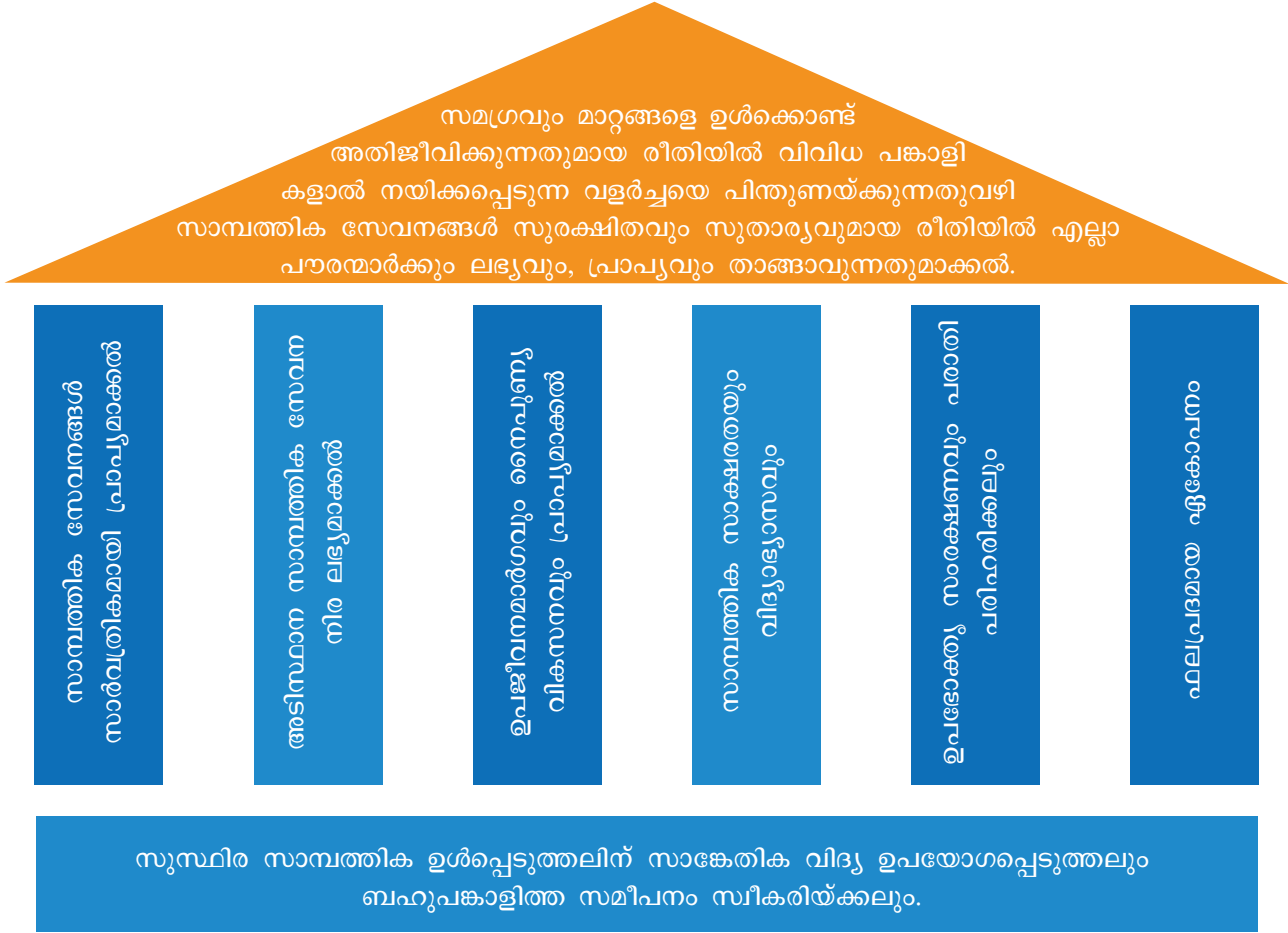 സമഗ്രവും മാറ്റങ്ങളെ ഉൾക്കൊണ്ട്
അതിജീവിക്കുന്നതുമായ രീതിയിൽ വിവിധ പങ്കാളി
കളാൽ നയിക്കപ്പെടുന്ന വളർച്ചയെ പിന്തുണയ്ക്കുന്നതുവഴി
സാമ്പത്തിക സേവനങ്ങൾ സുരക്ഷിതവും സുതാര്യവുമായ രീതിയിൽ എല്ലാ
പൗരന്മാർക്കും ലഭ്യവും, പ്രാപ്യവും താങ്ങാവുന്നതുമാക്കൽ.
സാമ്പത്തിക സേവനങ്ങൾ
സാർവത്രികമായി പ്രാപ്യമാക്കൽ
അടിസ്ഥാന സാമ്പത്തിക സേവന
നിര ലഭ്യമാക്കൽ
ഉപജീവനമാർഗവും നൈപുണ്യ
വികസനവും പ്രാപ്യമാക്കൽ
സാമ്പത്തിക സാക്ഷരതയും
വിദ്യാഭ്യാസവും
ഉപഭോക്തൃ സംരക്ഷണവും പരാതി
പരിഹരിക്കലും
ഫലപ്രദമായ ഏകോപനം
സുസ്ഥിര സാമ്പത്തിക ഉൾപ്പെടുത്തലിന് സാങ്കേതിക വിദ്യ ഉപയോഗപ്പെടുത്തലും
ബഹുപങ്കാളിത്ത സമീപനം സ്വീകരിയ്ക്കലും.